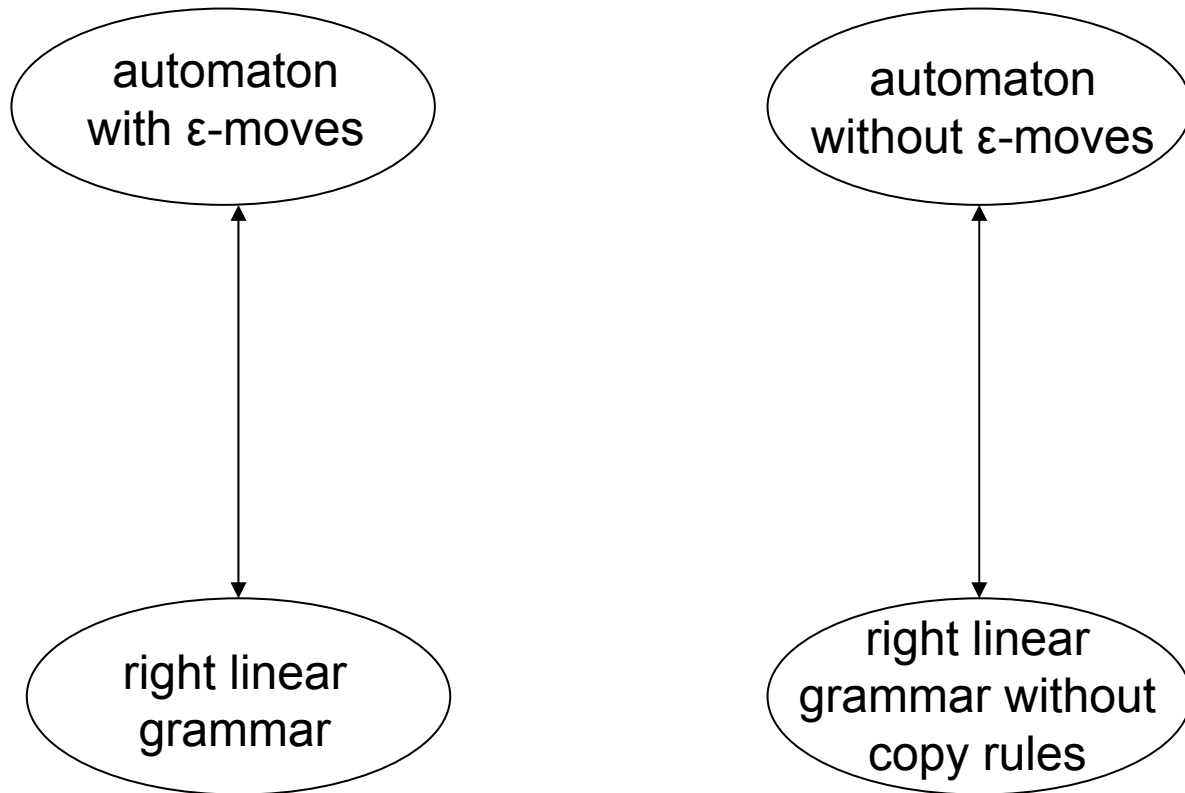 automaton
with ε-moves
automaton
without ε-moves
right linear
grammar
right linear
grammar without
copy rules